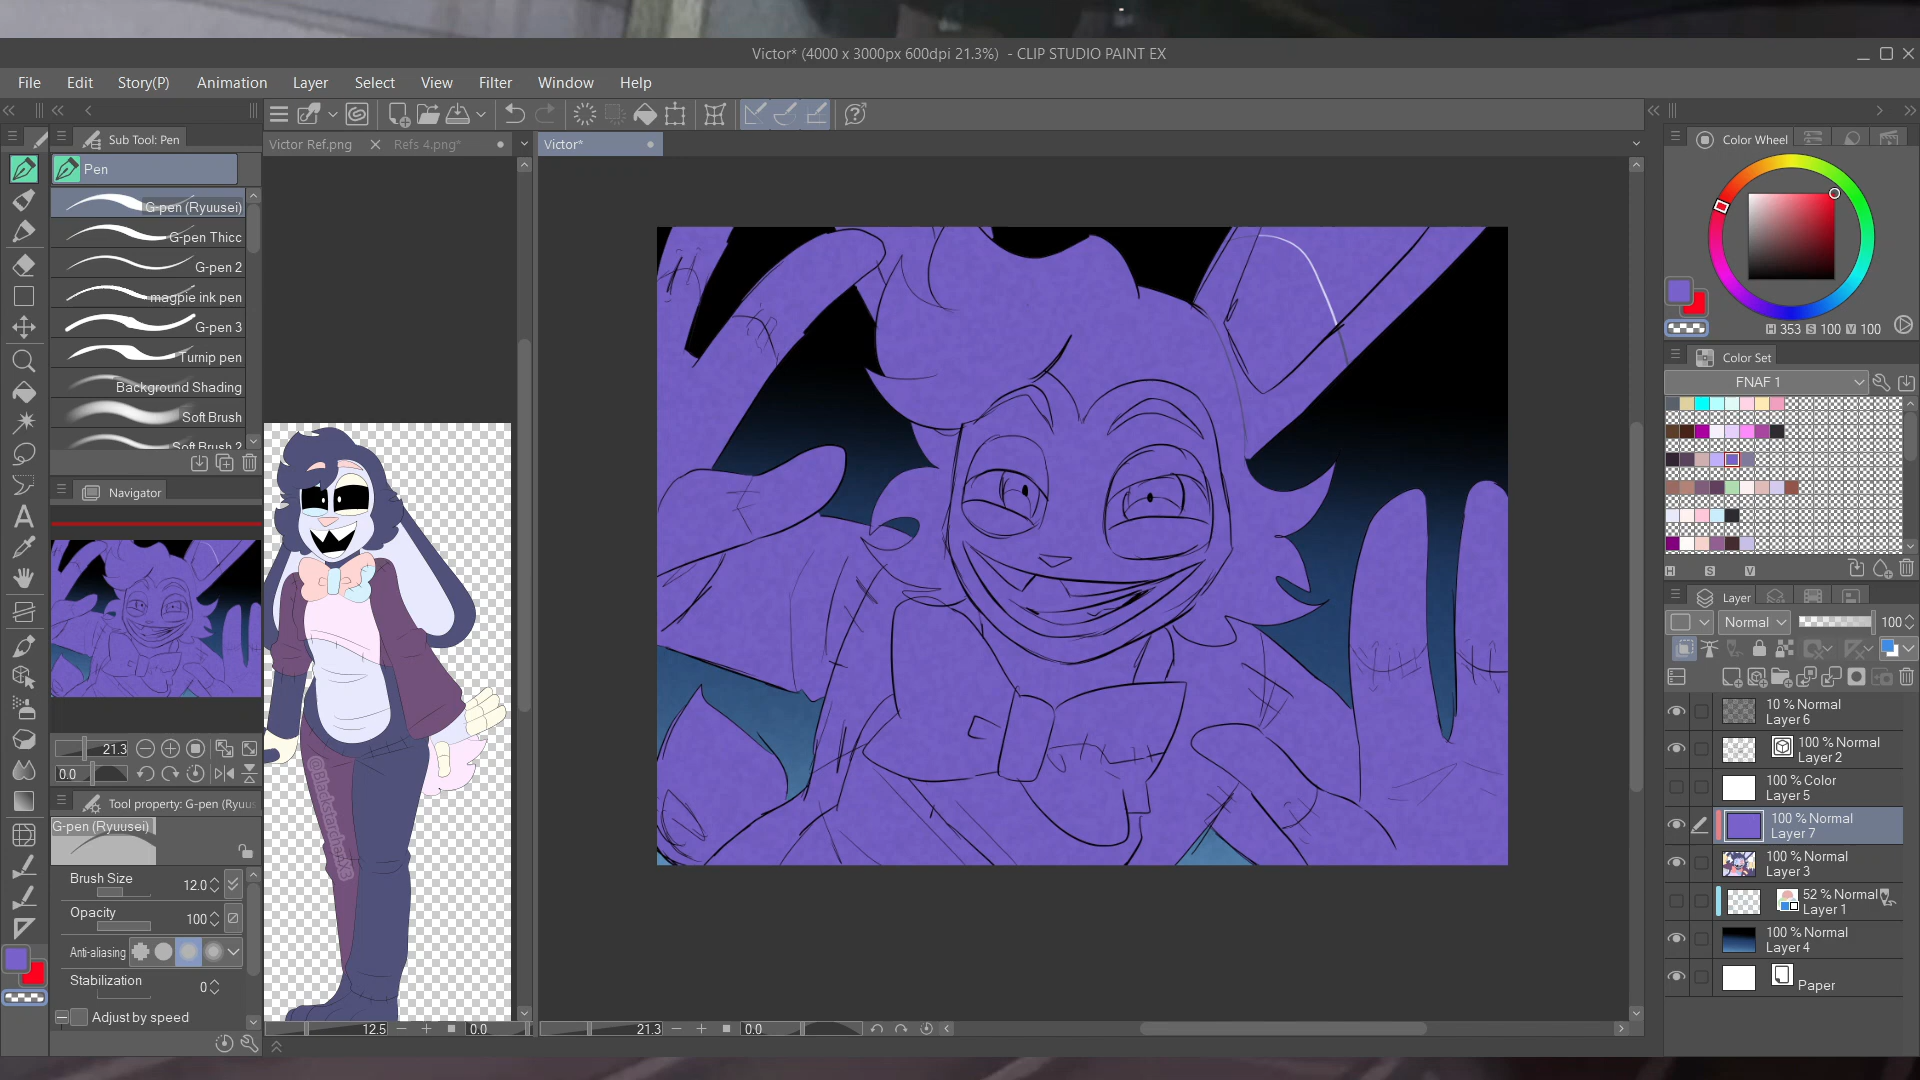 Victor* (4000 x 3000px 600dpi 21.3%) - CLIP STUDIO PAINT EX
File Edit Story(P) Animation Layer Select View Filter Window Help
Sub Tool: Pen
Victor Ref.png
Refs 4.png*
Victor*
Color Wheel
Pen
G-pen (Ryuusei)
G-pen Thicc
G-pen 2
magpie ink pen
G-pen 3
Turnip pen
Background Shading
Soft Brush
Soft Brush 2
Navigator
21.3
0.0
Tool property: G-pen (Ryuu
G-pen (Ryuusei)
Brush Size 12.0
Opacity 100
Anti-aliasing
Stabilization 0
Adjust by speed
12.5 0.0
21.3 0.0
H 353 S 100 V 100
Color Set
FNAF 1
H S V
Layer
Normal 100
10 % Normal
Layer 6
100 % Normal
Layer 2
100 % Color
Layer 5
100 % Normal
Layer 7
100 % Normal
Layer 3
52 % Normal
Layer 1
100 % Normal
Layer 4
Paper